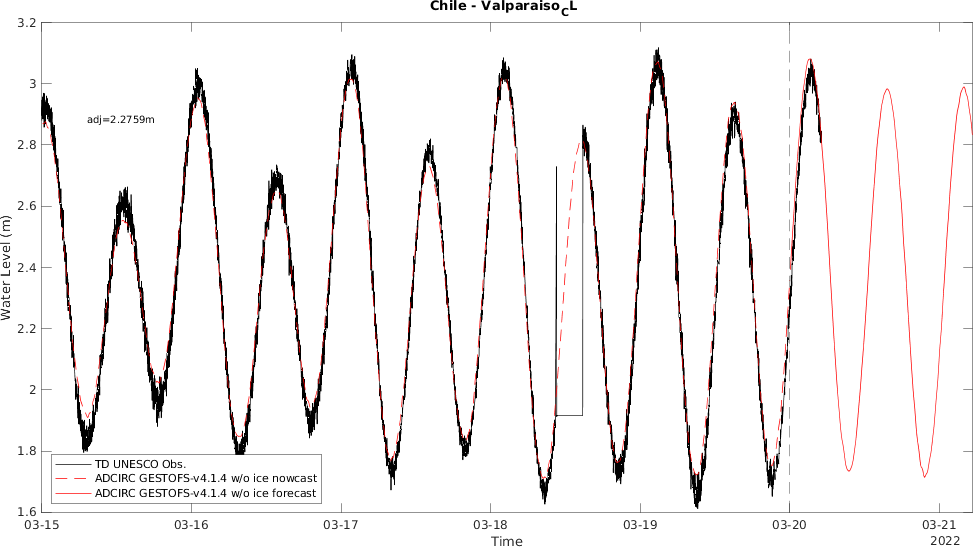 Chile - Valparaiso_CL
3.2
3
2.8
2.6
2.4
2.2
2
1.8
1.6
Water Level (m)
adj=2.2759m
TD UNESCO Obs.
ADCIRC GESTOFS-v4.1.4 w/o ice nowcast
ADCIRC GESTOFS-v4.1.4 w/o ice forecast
03-15 03-16 03-17 03-18 03-19 03-20 03-21
Time 2022